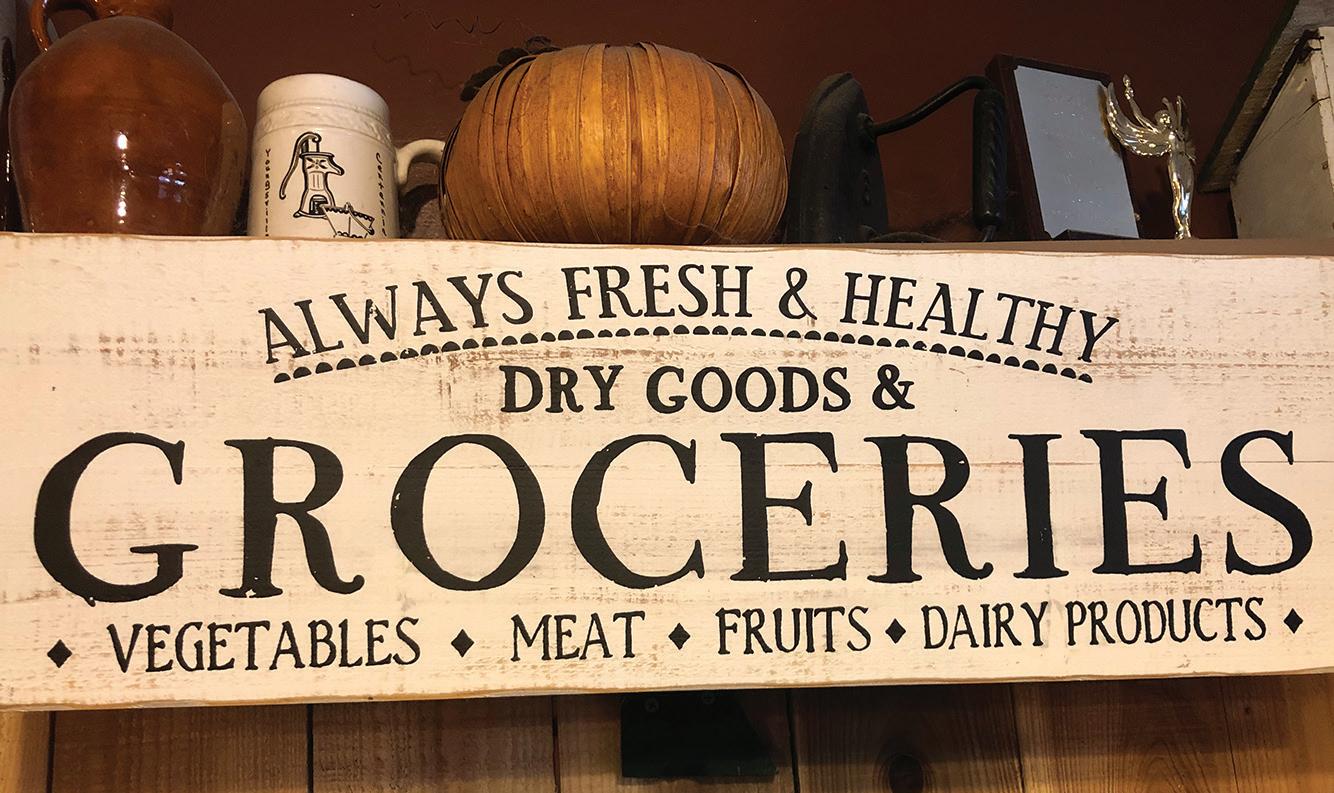 ALWAYS FRESH & HEALTHY
DRY GOODS &
GROCERIES
◆ VEGETABLES ◆ MEAT ◆ FRUITS ◆ DAIRY PRODUCTS ◆